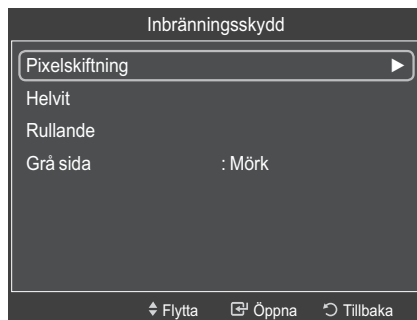 Inbränningsskydd
Pixelskiftning
Helvit
Rullande
Grå sida : Mörk
Flytta Öppna Tillbaka